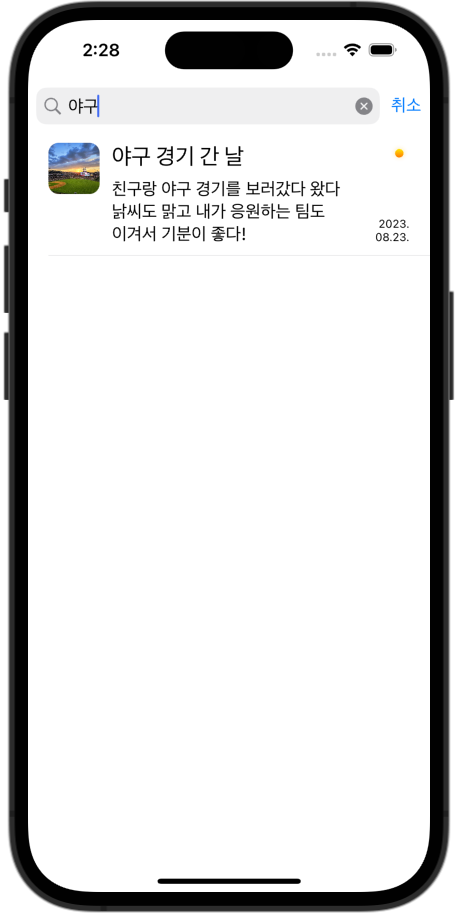 2:28
야구
취소
야구 경기 간 날
친구랑 야구 경기를 보러갔다 왔다
낡씨도 맑고 내가 응원하는 팀도
이겨서 기분이 좋다!
2023.
08.23.